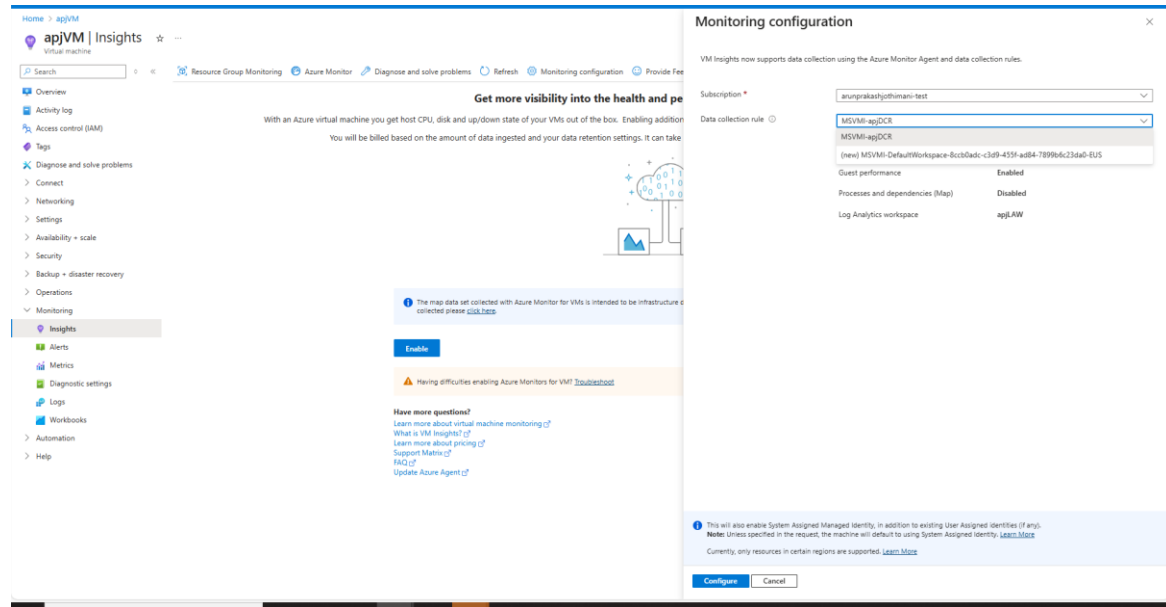 Home > apjVM
apjVM | Insights
Virtual machine
Search
Overview
Activity log
Access control (IAM)
Tags
Diagnose and solve problems
Connect
Networking
Settings
Availability + scale
Security
Backup + disaster recovery
Operations
Monitoring
Insights
Alerts
Metrics
Diagnostic settings
Logs
Workbooks
Automation
Help
Resource Group Monitoring Azure Monitor Diagnose and solve problems Refresh Monitoring configuration Provide Fee
Get more visibility into the health and pe
With an Azure virtual machine you get host CPU, disk and up/down state of your VMs out of the box. Enabling addition
You will be billed based on the amount of data ingested and your data retention settings. It can take
The map data set collected with Azure Monitor for VMs is intended to be infrastructure d
collected please click here.
Enable
Having difficulties enabling Azure Monitors for VM? Troubleshoot
Have more questions?
Learn more about virtual machine monitoring
What is VM Insights?
Learn more about pricing
Support Matrix
FAQ
Update Azure Agent
Monitoring configuration
VM Insights now supports data collection using the Azure Monitor Agent and data collection rules.
Subscription *
arunprakashjothimani-test
Data collection rule
MSVMI-apjDCR
MSVMI-apjDCR
(new) MSVMI-DefaultWorkspace-8ccb0adc-c3d9-455f-ad84-7899b6c23da0-EUS
Guest performance Enabled
Processes and dependencies (Map) Disabled
Log Analytics workspace apjLAW
This will also enable System Assigned Managed Identity, in addition to existing User Assigned identities (if any).
Note: Unless specified in the request, the machine will default to using System Assigned Identity. Learn More
Currently, only resources in certain regions are supported. Learn More
Configure Cancel